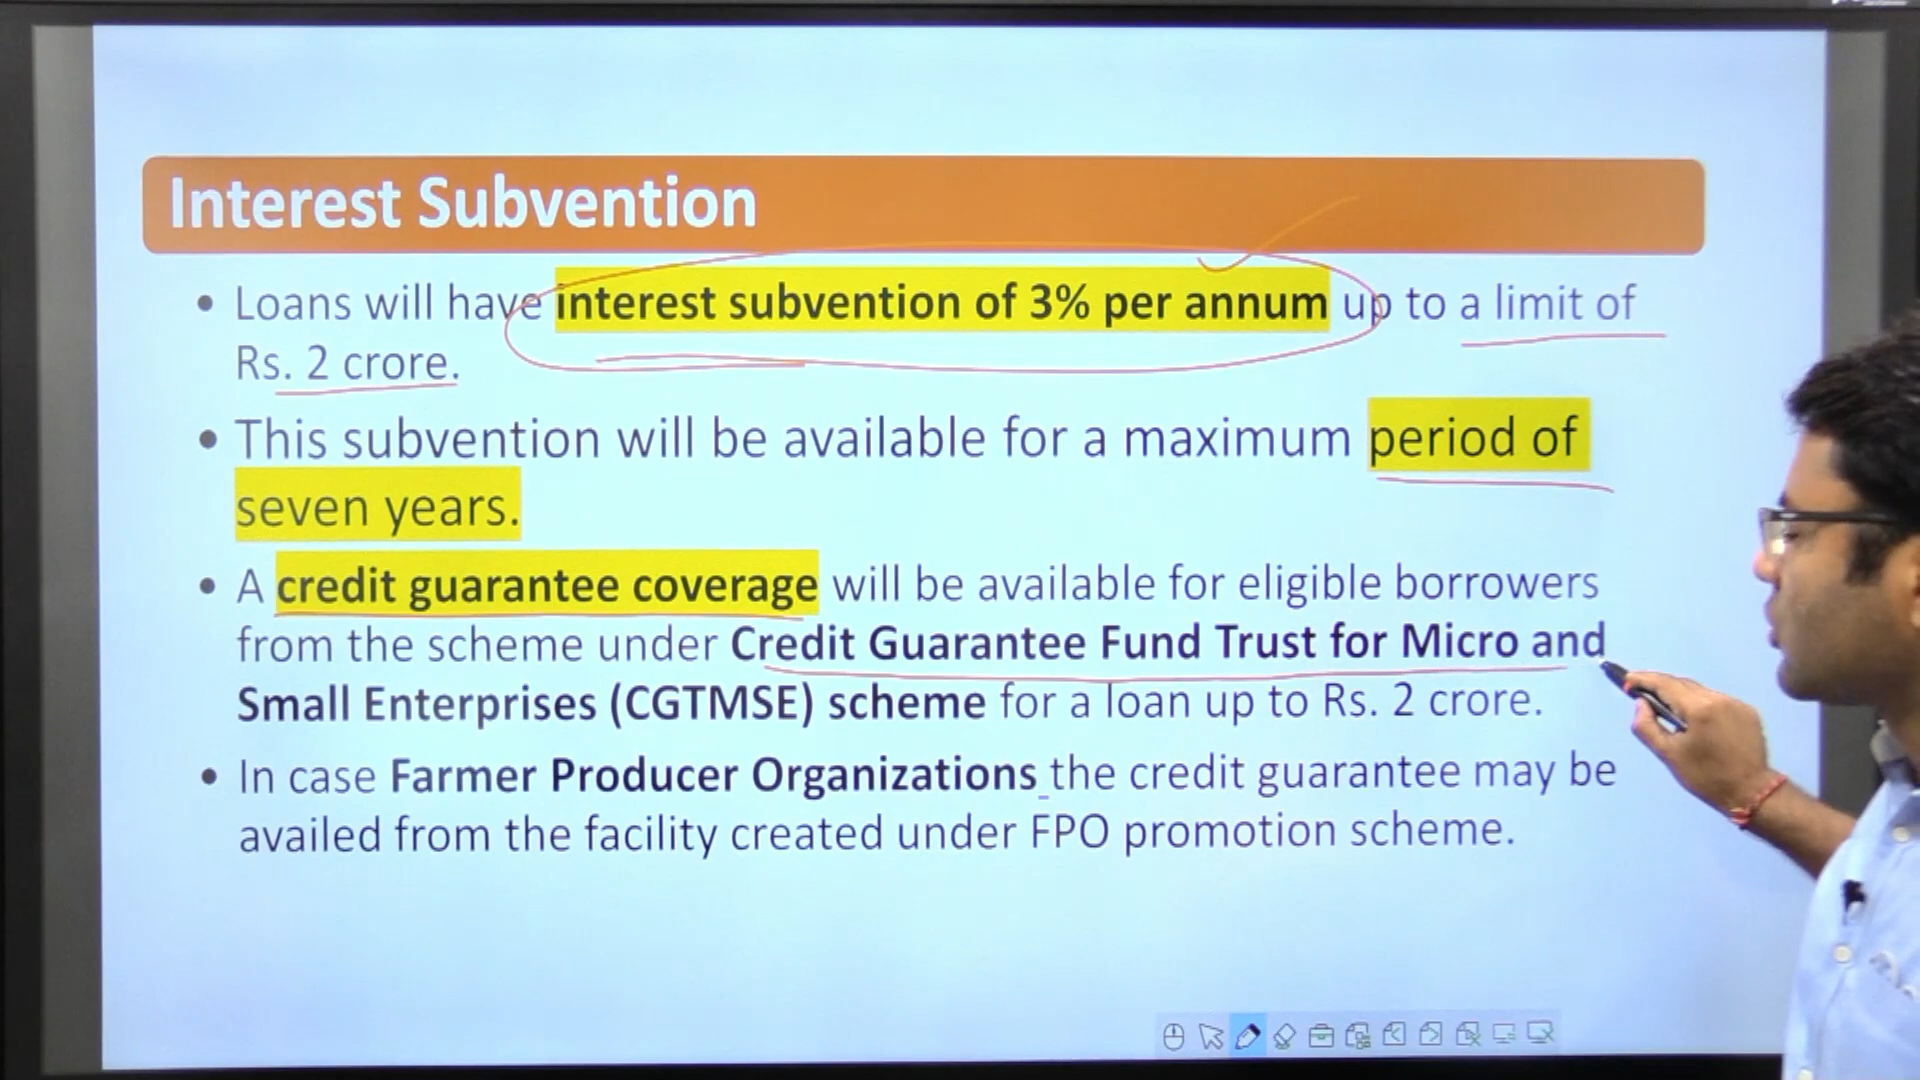 Interest Subvention
• Loans will have interest subvention of 3% per annum up to a limit of
Rs. 2 crore.
• This subvention will be available for a maximum period of
seven years.
• A credit guarantee coverage will be available for eligible borrowers
from the scheme under Credit Guarantee Fund Trust for Micro and
Small Enterprises (CGTMSE) scheme for a loan up to Rs. 2 crore.
• In case Farmer Producer Organizations the credit guarantee may be
availed from the facility created under FPO promotion scheme.